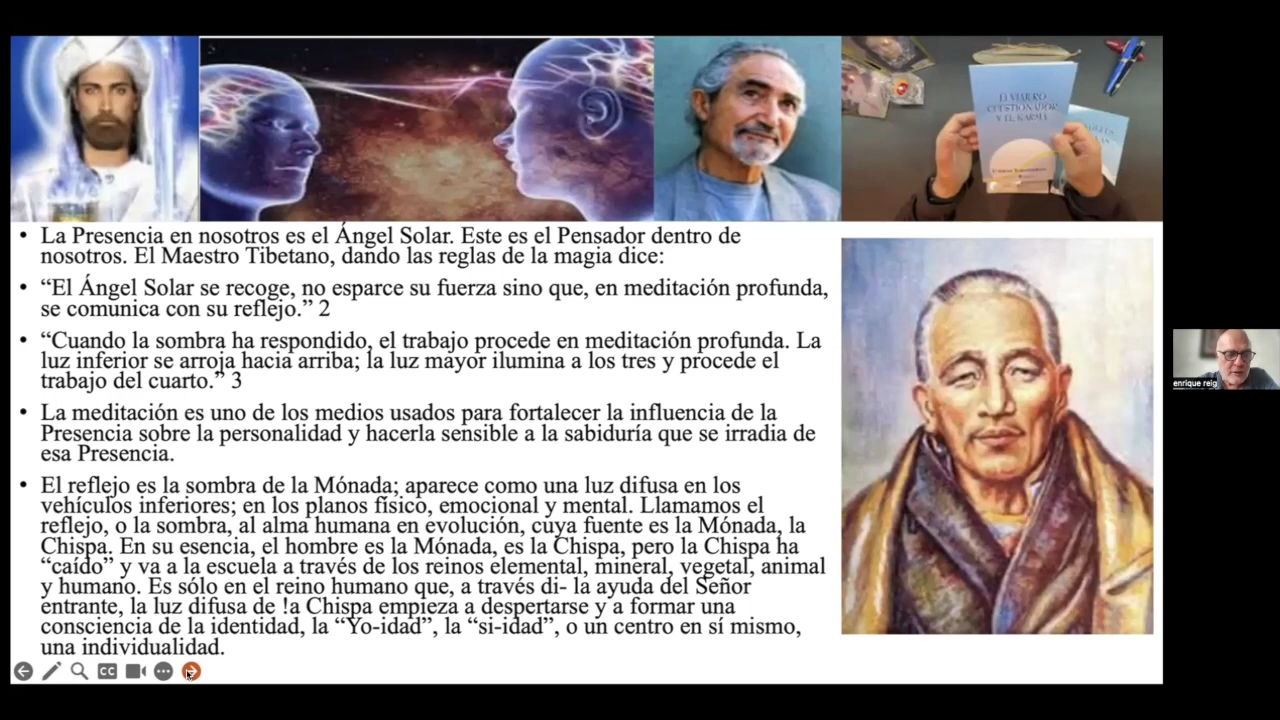 EL VIAJERO
CUESTIONADOR
Y EL KARMA
• La Presencia en nosotros es el Ángel Solar. Este es el Pensador dentro de
nosotros. El Maestro Tibetano, dando las reglas de la magia dice:
• “El Ángel Solar se recoge, no esparce su fuerza sino que, en meditación profunda,
se comunica con su reflejo.” 2
• “Cuando la sombra ha respondido, el trabajo procede en meditación profunda. La
luz inferior se arroja hacia arriba; la luz mayor ilumina a los tres y procede el
trabajo del cuarto.” 3
• La meditación es uno de los medios usados para fortalecer la influencia de la
Presencia sobre la personalidad y hacerla sensible a la sabiduría que se irradia de
esa Presencia.
• El reflejo es la sombra de la Mónada; aparece como una luz difusa en los
vehículos inferiores; en los planos físico, emocional y mental. Llamamos el
reflejo, o la sombra, al alma humana en evolución, cuya fuente es la Mónada, la
Chispa. En su esencia, el hombre es la Mónada, es la Chispa, pero la Chispa ha
“caído” y va a la escuela a través de los reinos elemental, mineral, vegetal, animal
y humano. Es sólo en el reino humano que, a través di- la ayuda del Señor
entrante, la luz difusa de !a Chispa empieza a despertarse y a formar una
consciencia de la identidad, la “Yo-idad”, la “si-idad”, o un centro en sí mismo,
una individualidad.
CC
enrique reig